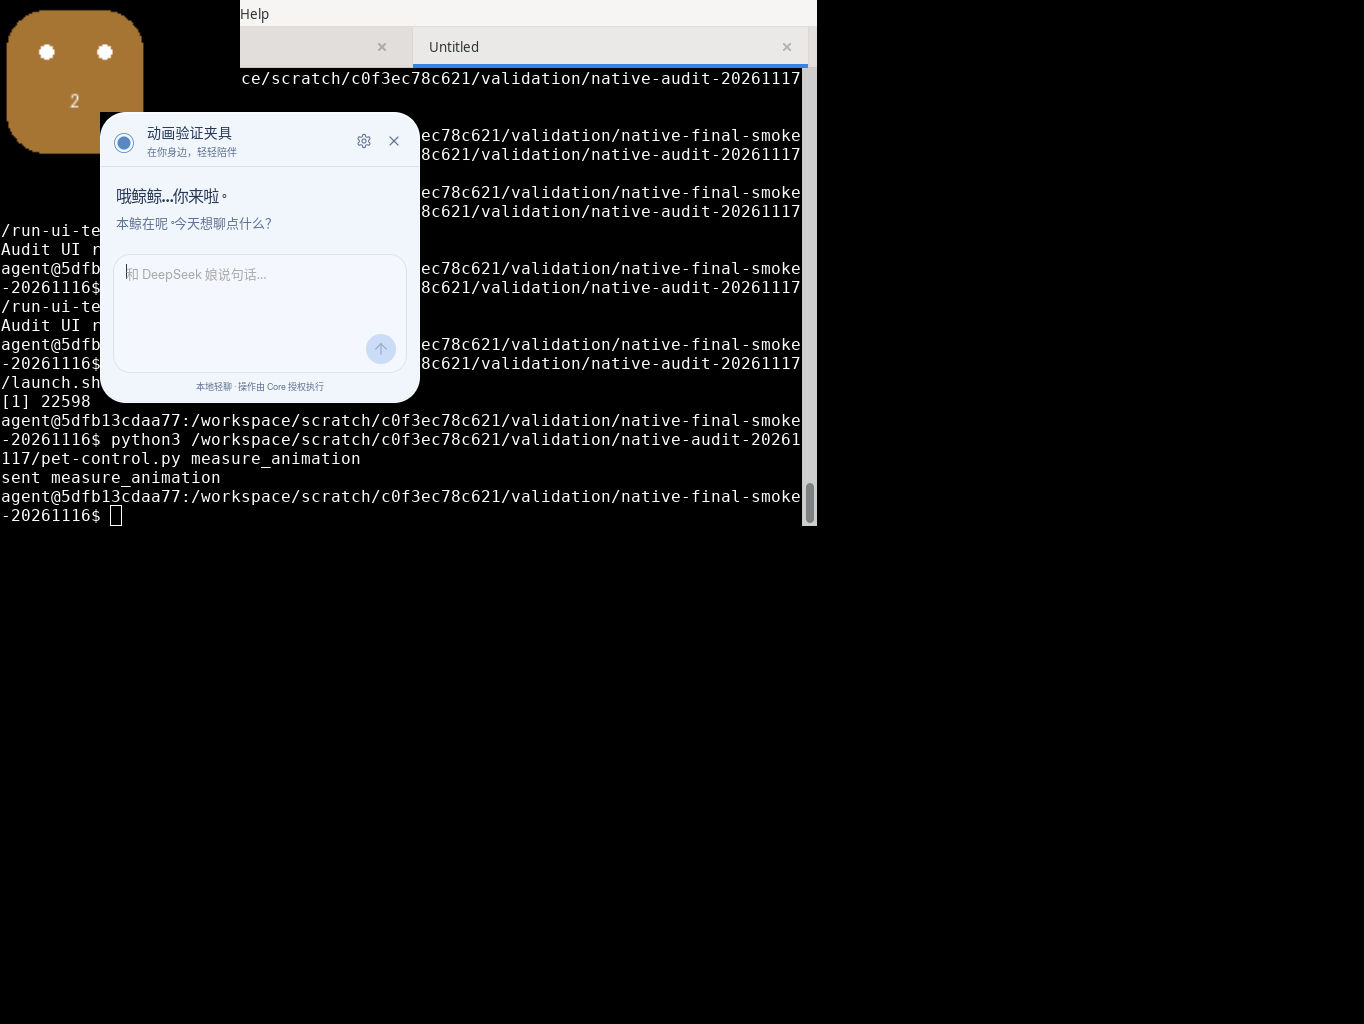 Help
Untitled
2
ce/scratch/c0f3ec78c621/validation/native-audit-20261117
ec78c621/validation/native-final-smoke
8c621/validation/native-audit-20261117
ec78c621/validation/native-final-smoke
8c621/validation/native-audit-20261117
/run-ui-te
Audit UI r
agent@5dfb
ec78c621/validation/native-final-smoke
-20261116$
8c621/validation/native-audit-20261117
/run-ui-te
Audit UI r
agent@5dfb
ec78c621/validation/native-final-smoke
-20261116$
8c621/validation/native-audit-20261117
/launch.sh
[1] 22598
agent@5dfb13cdaa77:/workspace/scratch/c0f3ec78c621/validation/native-final-smoke
-20261116$ python3 /workspace/scratch/c0f3ec78c621/validation/native-audit-20261
117/pet-control.py measure_animation
sent measure_animation
agent@5dfb13cdaa77:/workspace/scratch/c0f3ec78c621/validation/native-final-smoke
-20261116$
动画验证夹具
在你身边，轻轻陪伴
哦鲸鲸...你来啦。
本鲸在呢。今天想聊点什么？
和 DeepSeek 娘说句话...
本地轻聊 · 操作由 Core 授权执行